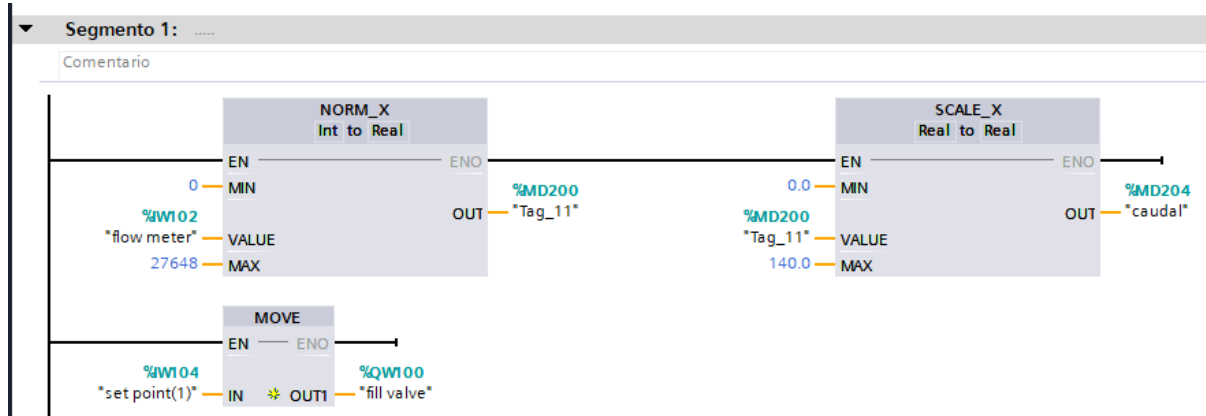 Segmento 1: .....
Comentario
NORM_X
Int to Real
EN ENO
0 MIN
%IW102
"flow meter" VALUE
27648 MAX
%MD200
OUT "Tag_11"
SCALE_X
Real to Real
EN ENO
0.0 MIN
%MD200
"Tag_11" VALUE
140.0 MAX
%MD204
OUT "caudal"
MOVE
EN ENO
%IW104
"set point(1)" IN
%QW100
OUT1 "fill valve"